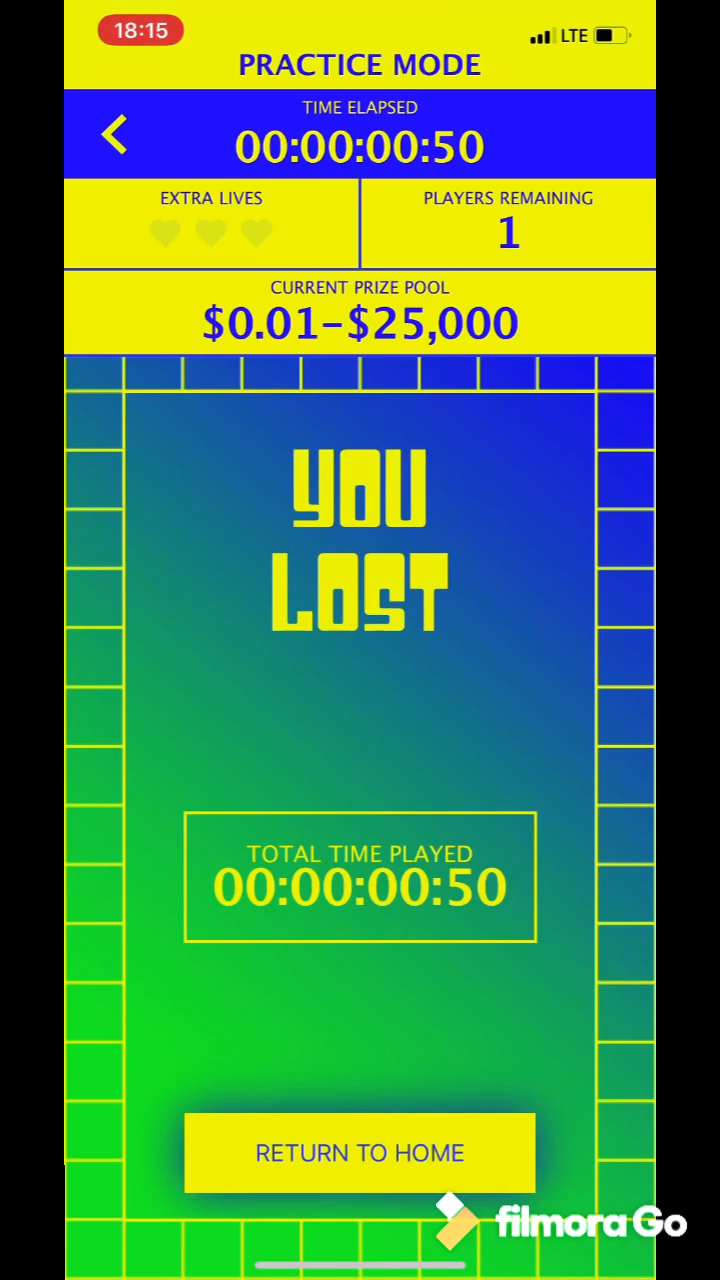 18:15
LTE
PRACTICE MODE
TIME ELAPSED
00:00:00:50
EXTRA LIVES
PLAYERS REMAINING
1
CURRENT PRIZE POOL
$0.01–$25,000
YOU
LOST
TOTAL TIME PLAYED
00:00:00:50
RETURN TO HOME
filmora Go